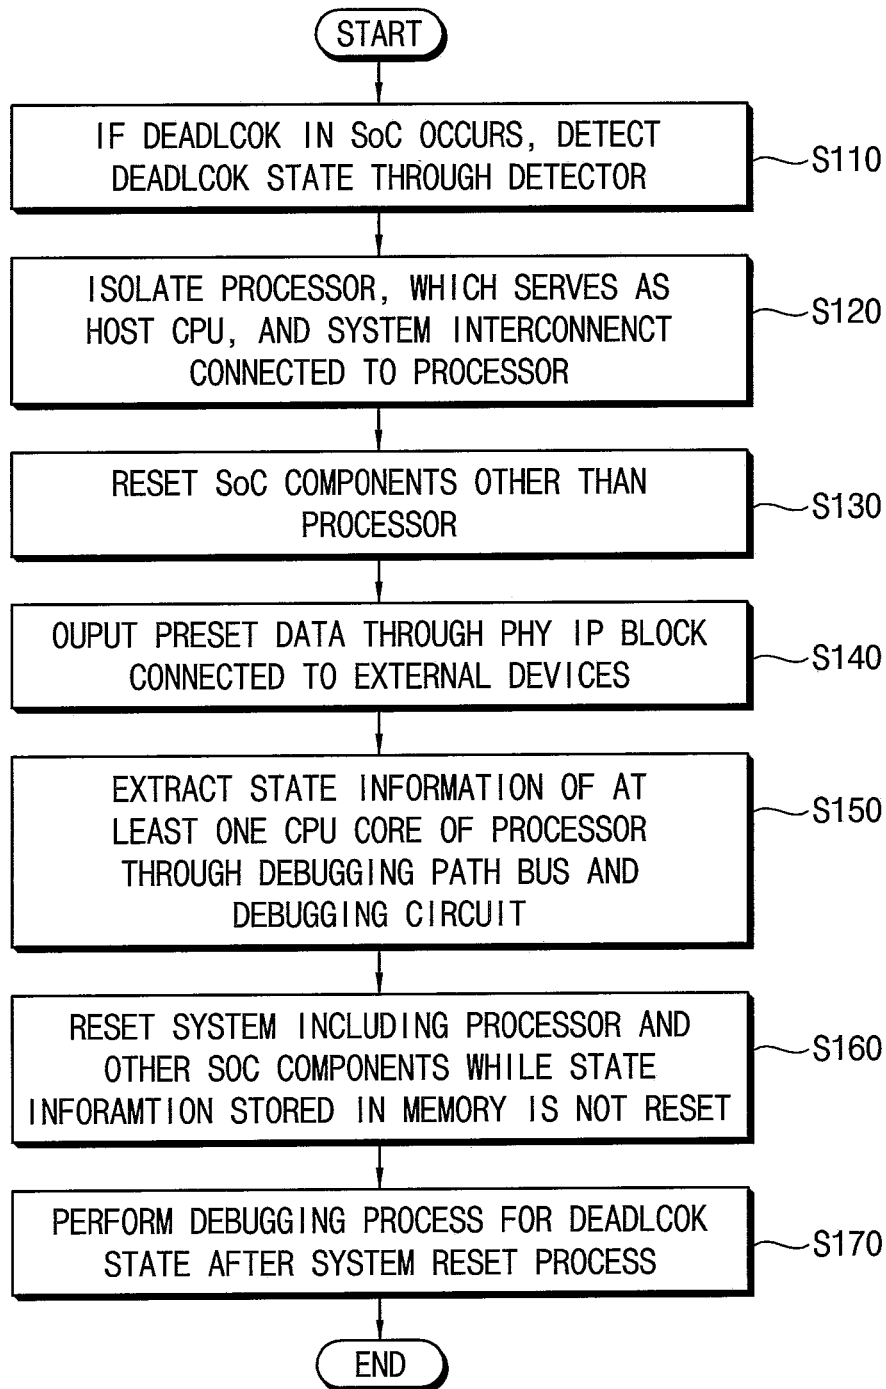 START
IF DEADLCOK IN SoC OCCURS, DETECT
DEADLCOK STATE THROUGH DETECTOR
S110
ISOLATE PROCESSOR, WHICH SERVES AS
HOST CPU, AND SYSTEM INTERCONNENCT
CONNECTED TO PROCESSOR
S120
RESET SoC COMPONENTS OTHER THAN
PROCESSOR
S130
OUPUT PRESET DATA THROUGH PHY IP BLOCK
CONNECTED TO EXTERNAL DEVICES
S140
EXTRACT STATE INFORMATION OF AT
LEAST ONE CPU CORE OF PROCESSOR
THROUGH DEBUGGING PATH BUS AND
DEBUGGING CIRCUIT
S150
RESET SYSTEM INCLUDING PROCESSOR AND
OTHER SOC COMPONENTS WHILE STATE
INFORAMTION STORED IN MEMORY IS NOT RESET
S160
PERFORM DEBUGGING PROCESS FOR DEADLCOK
STATE AFTER SYSTEM RESET PROCESS
S170
END